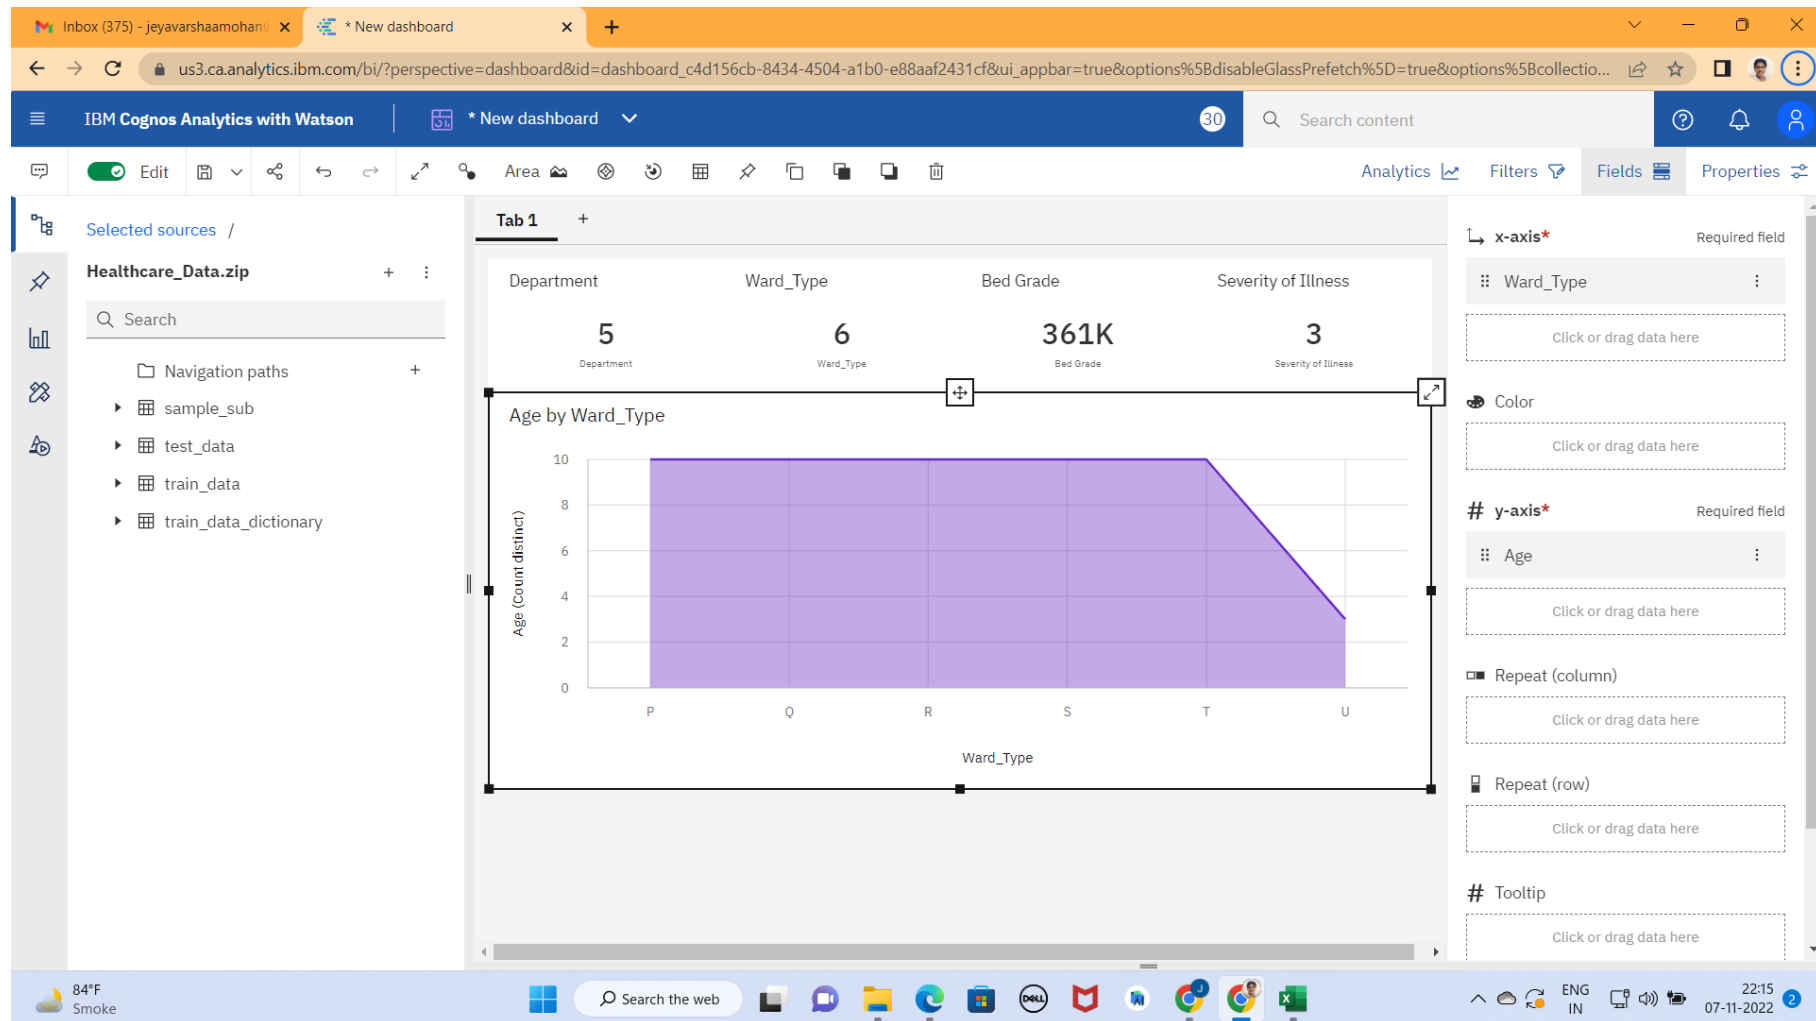 Inbox (375) - jeyavarshaamohan@
* New dashboard
us3.ca.analytics.ibm.com/bi/?perspective=dashboard&id=dashboard_c4d156cb-8434-4504-a1b0-e88aaf2431cf&ui_appbar=true&options%5BdisableGlassPrefetch%5D=true&options%5Bcollectio...
IBM Cognos Analytics with Watson
* New dashboard
30
Search content
Edit
Area
Analytics
Filters
Fields
Properties
Selected sources /
Healthcare_Data.zip
Search
Navigation paths
sample_sub
test_data
train_data
train_data_dictionary
Tab 1
Department
Ward_Type
Bed Grade
Severity of Illness
5
6
361K
3
Department
Ward_Type
Bed Grade
Severity of Illness
Age by Ward_Type
Age (Count distinct)
10
8
6
4
2
0
P
Q
R
S
T
U
Ward_Type
x-axis*
Required field
Ward_Type
Click or drag data here
Color
Click or drag data here
y-axis*
Required field
Age
Click or drag data here
Repeat (column)
Click or drag data here
Repeat (row)
Click or drag data here
Tooltip
Click or drag data here
84°F
Smoke
Search the web
DELL
J
ENG
IN
22:15
07-11-2022
2